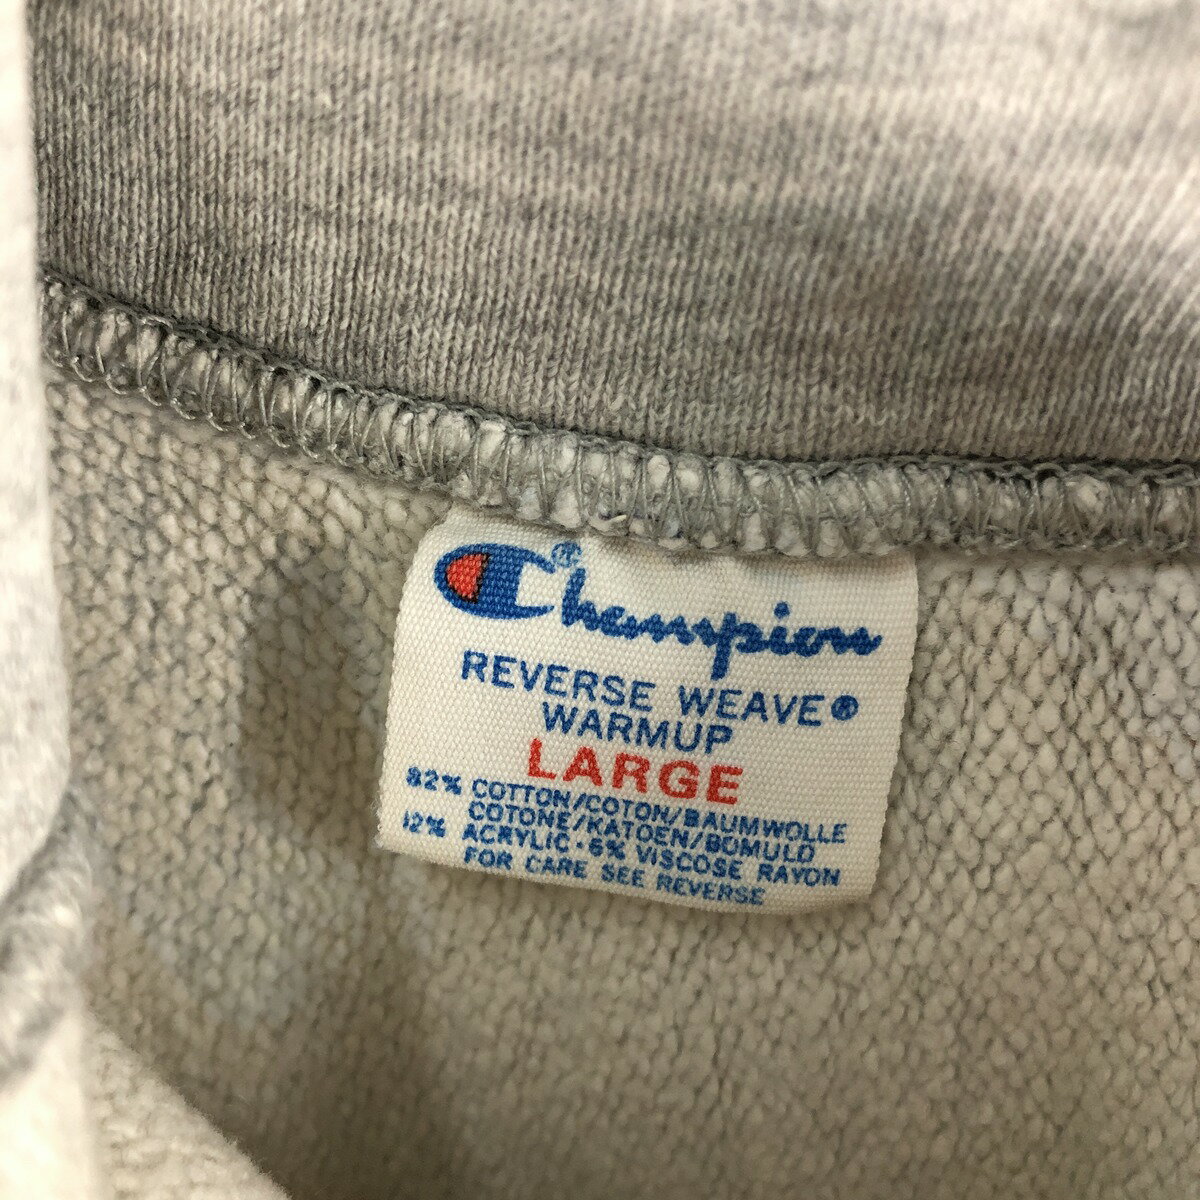 Champion®
REVERSE WEAVE®
WARMUP
LARGE
82% COTTON/COTON/BAUMWOLLE
COTONE/KATOEN/BOMULD
12% ACRYLIC·6% VISCOSE RAYON
FOR CARE SEE REVERSE